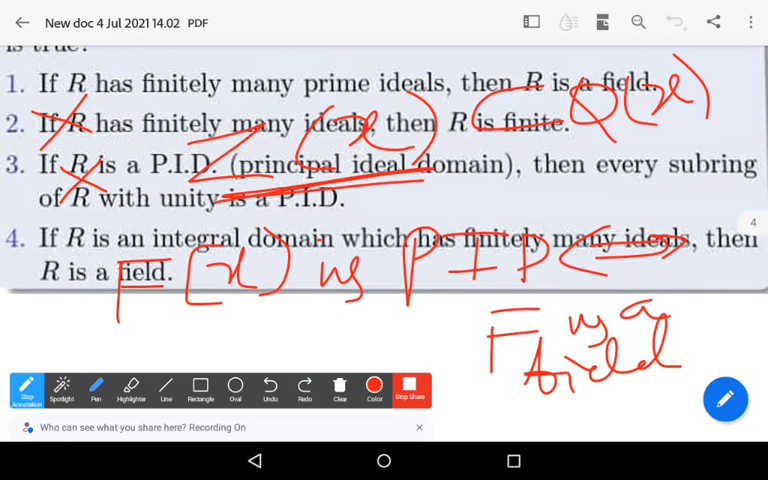 New doc 4 Jul 2021 14.02 PDF
is true?
1. If R has finitely many prime ideals, then R is a field.
2. If R has finitely many ideals, then R is finite.
Z(x) Q(x)
3. If R is a P.I.D. (principal ideal domain), then every subring
of R with unity is a P.I.D.
4
4. If R is an integral domain which has finitely many ideals, then
R is a field.
F[x] is PID ⇔
F is a
field
Stop Annotation Spotlight Pen Highlighter Line Rectangle Oval Undo Redo Clear Color Stop Share
Who can see what you share here? Recording On